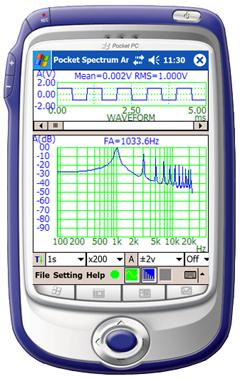 Pocket PC
Pocket Spectrum Ar 11:30
A(V) Mean=0.002V RMS=1.000V
2.00
0.00
-2.00
0.00 2.50 5.00
WAVEFORM ms
A(dB) FA=1033.6Hz
00
-10
-20
-30
-40
-50
-60
-70
-80
-90
100 200 500 1k 2k 5k 10k 20k
Hz
1s x200 A ±2v Off
File Setting Help